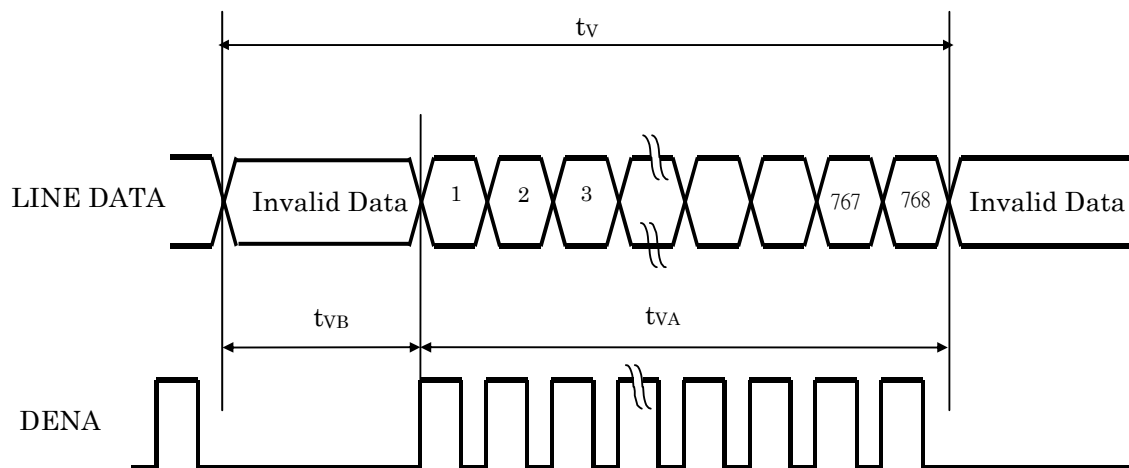 tV
LINE DATA Invalid Data 1 2 3 767 768 Invalid Data
tVB tVA
DENA